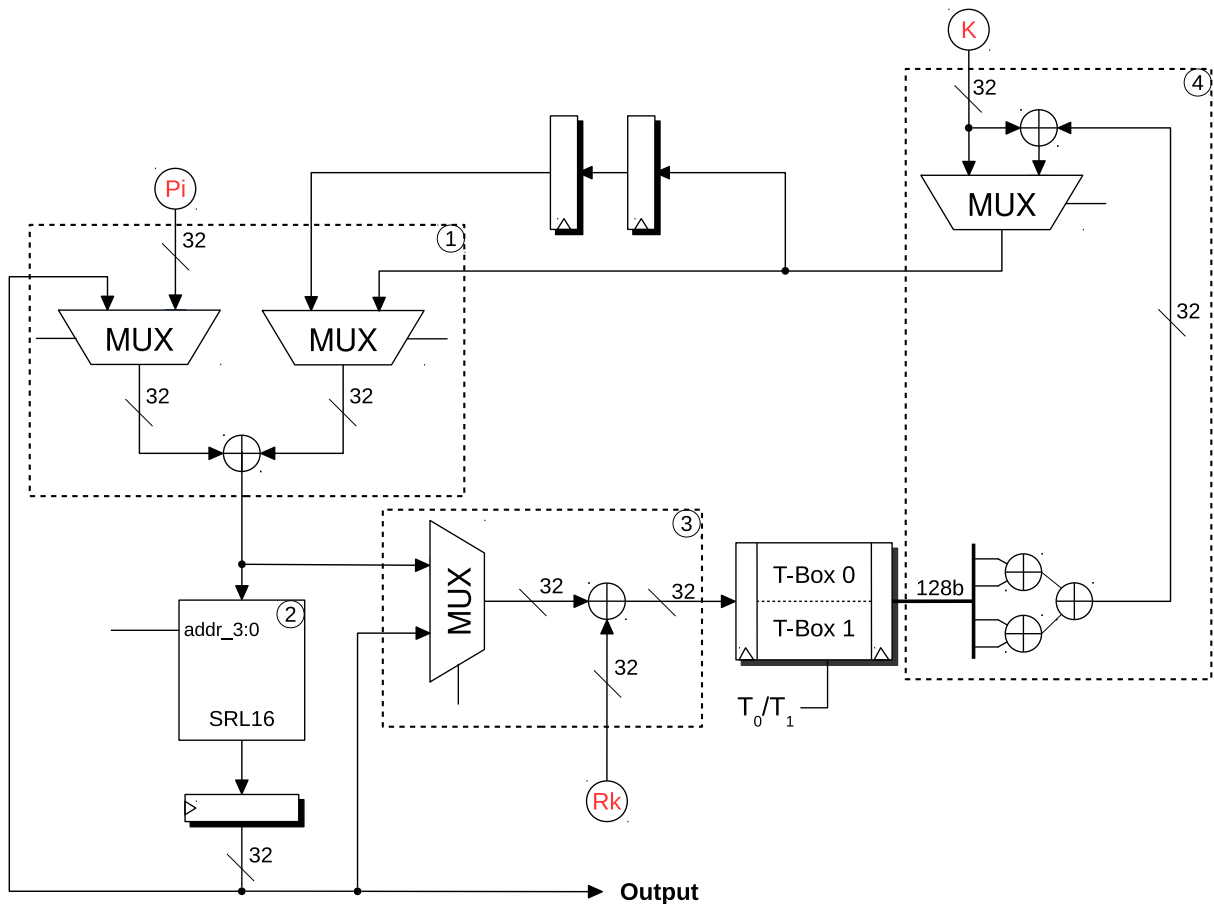 K
32
4
MUX
Pi
32
1
MUX
MUX
32
32
32
3
MUX
32
32
T-Box 0
T-Box 1
128b
2
addr_3:0
SRL16
32
T0/T1
Rk
32
Output